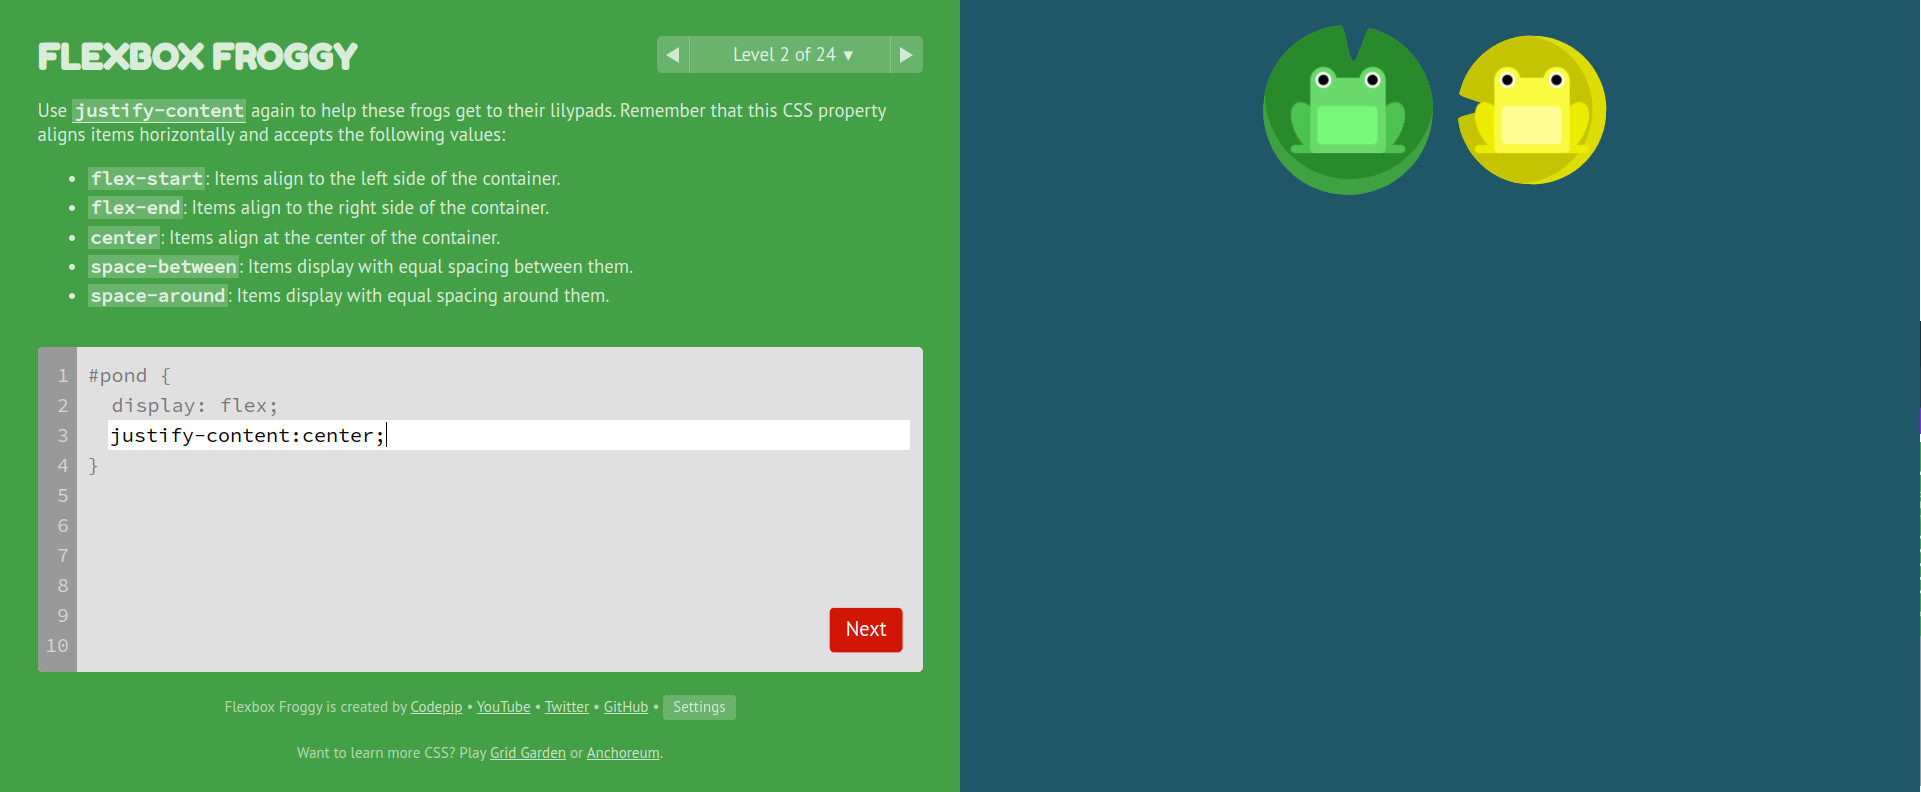 FLEXBOX FROGGY
◀ Level 2 of 24 ▼ ▶
Use justify-content again to help these frogs get to their lilypads. Remember that this CSS property
aligns items horizontally and accepts the following values:
• flex-start: Items align to the left side of the container.
• flex-end: Items align to the right side of the container.
• center: Items align at the center of the container.
• space-between: Items display with equal spacing between them.
• space-around: Items display with equal spacing around them.
1 #pond {
2 display: flex;
3 justify-content:center;
4 }
5
6
7
8
9
10
Next
Flexbox Froggy is created by Codepip • YouTube • Twitter • GitHub • Settings
Want to learn more CSS? Play Grid Garden or Anchoreum.